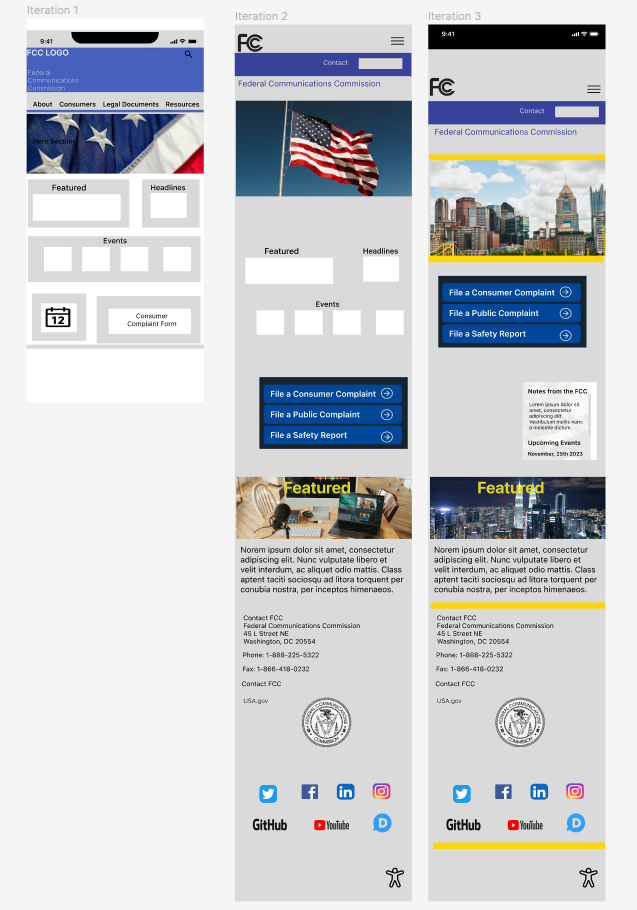 Iteration 1
9:41
FCC LOGO
Federal
Communications
Commission
About Consumers Legal Documents Resources
Hero Section
Featured
Headlines
Events
12
Consumer
Complaint Form
Iteration 2
FCC
Contact
Federal Communications Commission
Featured
Headlines
Events
File a Consumer Complaint
File a Public Complaint
File a Safety Report
Featured
Norem ipsum dolor sit amet, consectetur
adipiscing elit. Nunc vulputate libero et
velit interdum, ac aliquet odio mattis. Class
aptent taciti sociosqu ad litora torquent per
conubia nostra, per inceptos himenaeos.
Contact FCC
Federal Communications Commission
45 L Street NE
Washington, DC 20554
Phone: 1-888-225-5322
Fax: 1-866-418-0232
Contact FCC
USA.gov
FEDERAL COMMUNICATIONS
COMMISSION
GitHub
YouTube
Iteration 3
9:41
FCC
Contact
Federal Communications Commission
File a Consumer Complaint
File a Public Complaint
File a Safety Report
Notes from the FCC
Lorem ipsum dolor sit
amet, consectetur
adipiscing elit.
Vestibulum mollis nunc
a molestie dictum.
Upcoming Events
November, 25th 2023
Featured
Norem ipsum dolor sit amet, consectetur
adipiscing elit. Nunc vulputate libero et
velit interdum, ac aliquet odio mattis. Class
aptent taciti sociosqu ad litora torquent per
conubia nostra, per inceptos himenaeos.
Contact FCC
Federal Communications Commission
45 L Street NE
Washington, DC 20554
Phone: 1-888-225-5322
Fax: 1-866-418-0232
Contact FCC
USA.gov
FEDERAL COMMUNICATIONS
COMMISSION
GitHub
YouTube